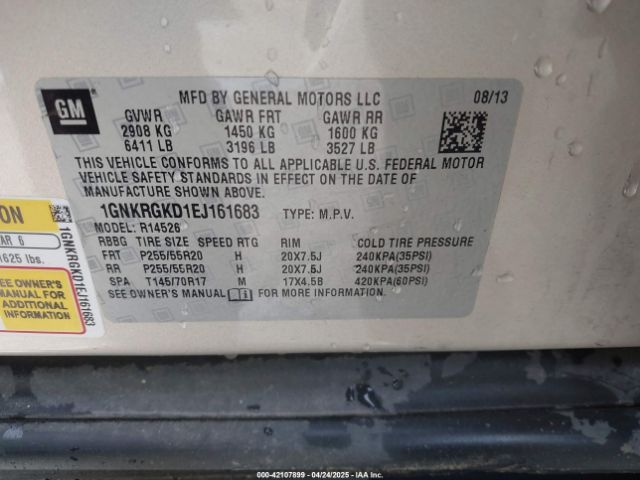 GM
MFD BY GENERAL MOTORS LLC 08/13
GVWR GAWR FRT GAWR RR
2908 KG 1450 KG 1600 KG
6411 LB 3196 LB 3527 LB
THIS VEHICLE CONFORMS TO ALL APPLICABLE U.S. FEDERAL MOTOR
VEHICLE SAFETY STANDARDS IN EFFECT ON THE DATE OF
MANUFACTURE SHOWN ABOVE.
1GNKRGKD1EJ161683 TYPE: M.P.V.
MODEL: R14526
RBBG TIRE SIZE SPEED RTG RIM COLD TIRE PRESSURE
FRT P255/55R20 H 20X7.5J 240KPA(35PSI)
RR P255/55R20 H 20X7.5J 240KPA(35PSI)
SPA T145/70R17 M 17X4.5B 420KPA(60PSI)
SEE OWNER'S MANUAL FOR MORE INFORMATION
ON
AR 6
1625 lbs.
SEE OWNER'S
MANUAL FOR
ADDITIONAL
INFORMATION
1GNKRGKD1EJ161683
000-42107899 - 04/24/2025 - IAAI.COM